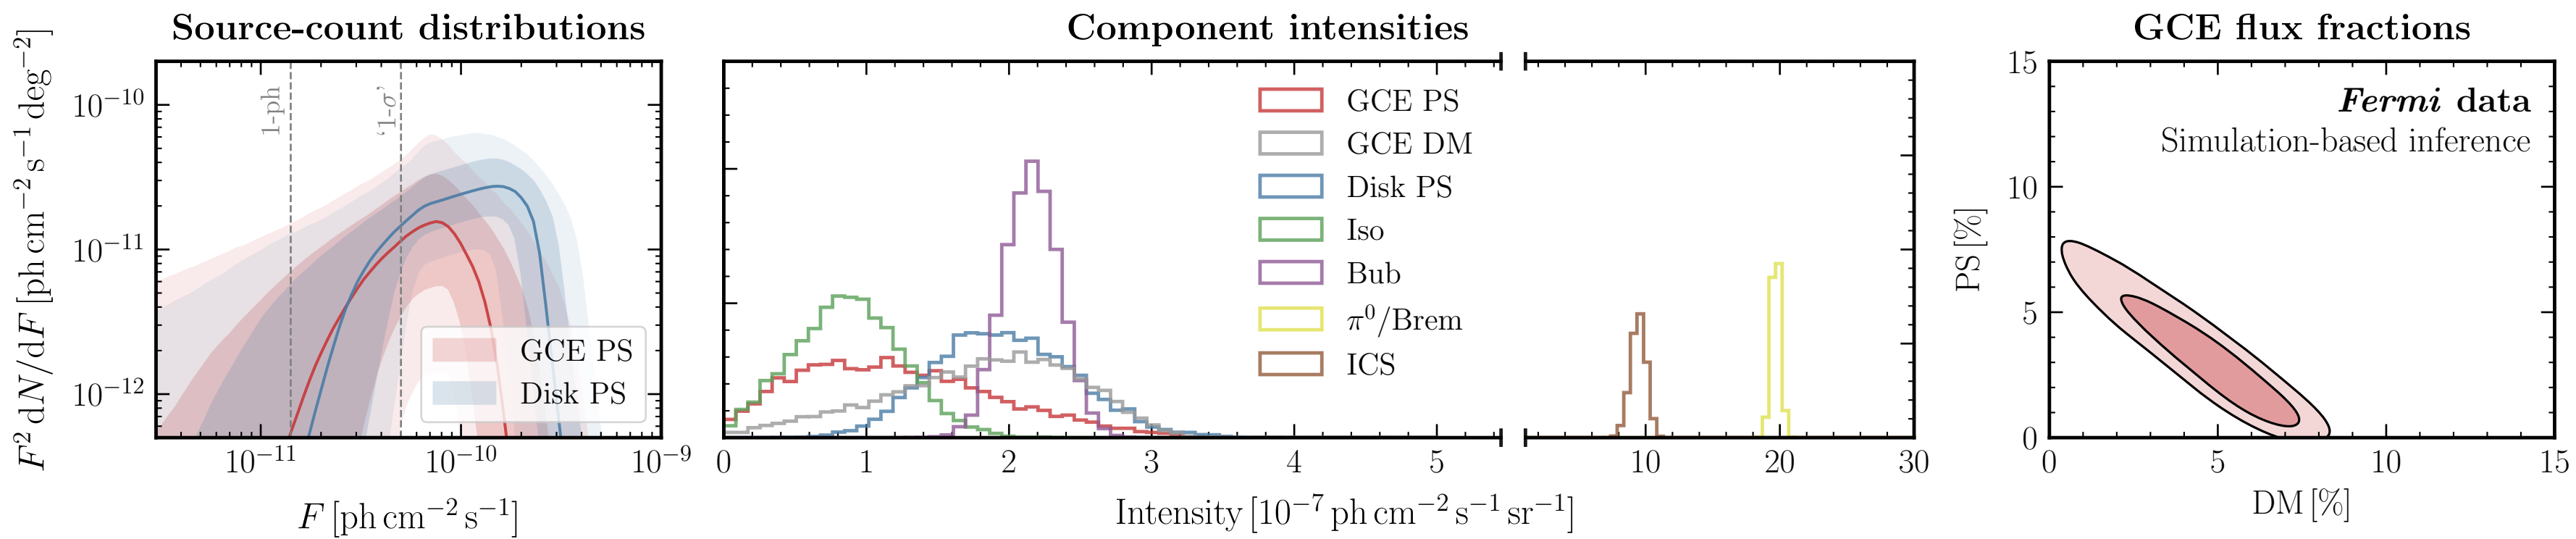 Source-count distributions
F² dN/dF [ph cm⁻² s⁻¹ deg⁻²]
10⁻¹⁰
10⁻¹¹
10⁻¹²
1-ph
‘1-σ’
GCE PS
Disk PS
10⁻¹¹ 10⁻¹⁰ 10⁻⁹
F [ph cm⁻² s⁻¹]
Component intensities
GCE PS
GCE DM
Disk PS
Iso
Bub
π⁰/Brem
ICS
0 1 2 3 4 5 10 20 30
Intensity [10⁻⁷ ph cm⁻² s⁻¹ sr⁻¹]
GCE flux fractions
Fermi data
Simulation-based inference
PS [%]
15
10
5
0
0 5 10 15
DM [%]